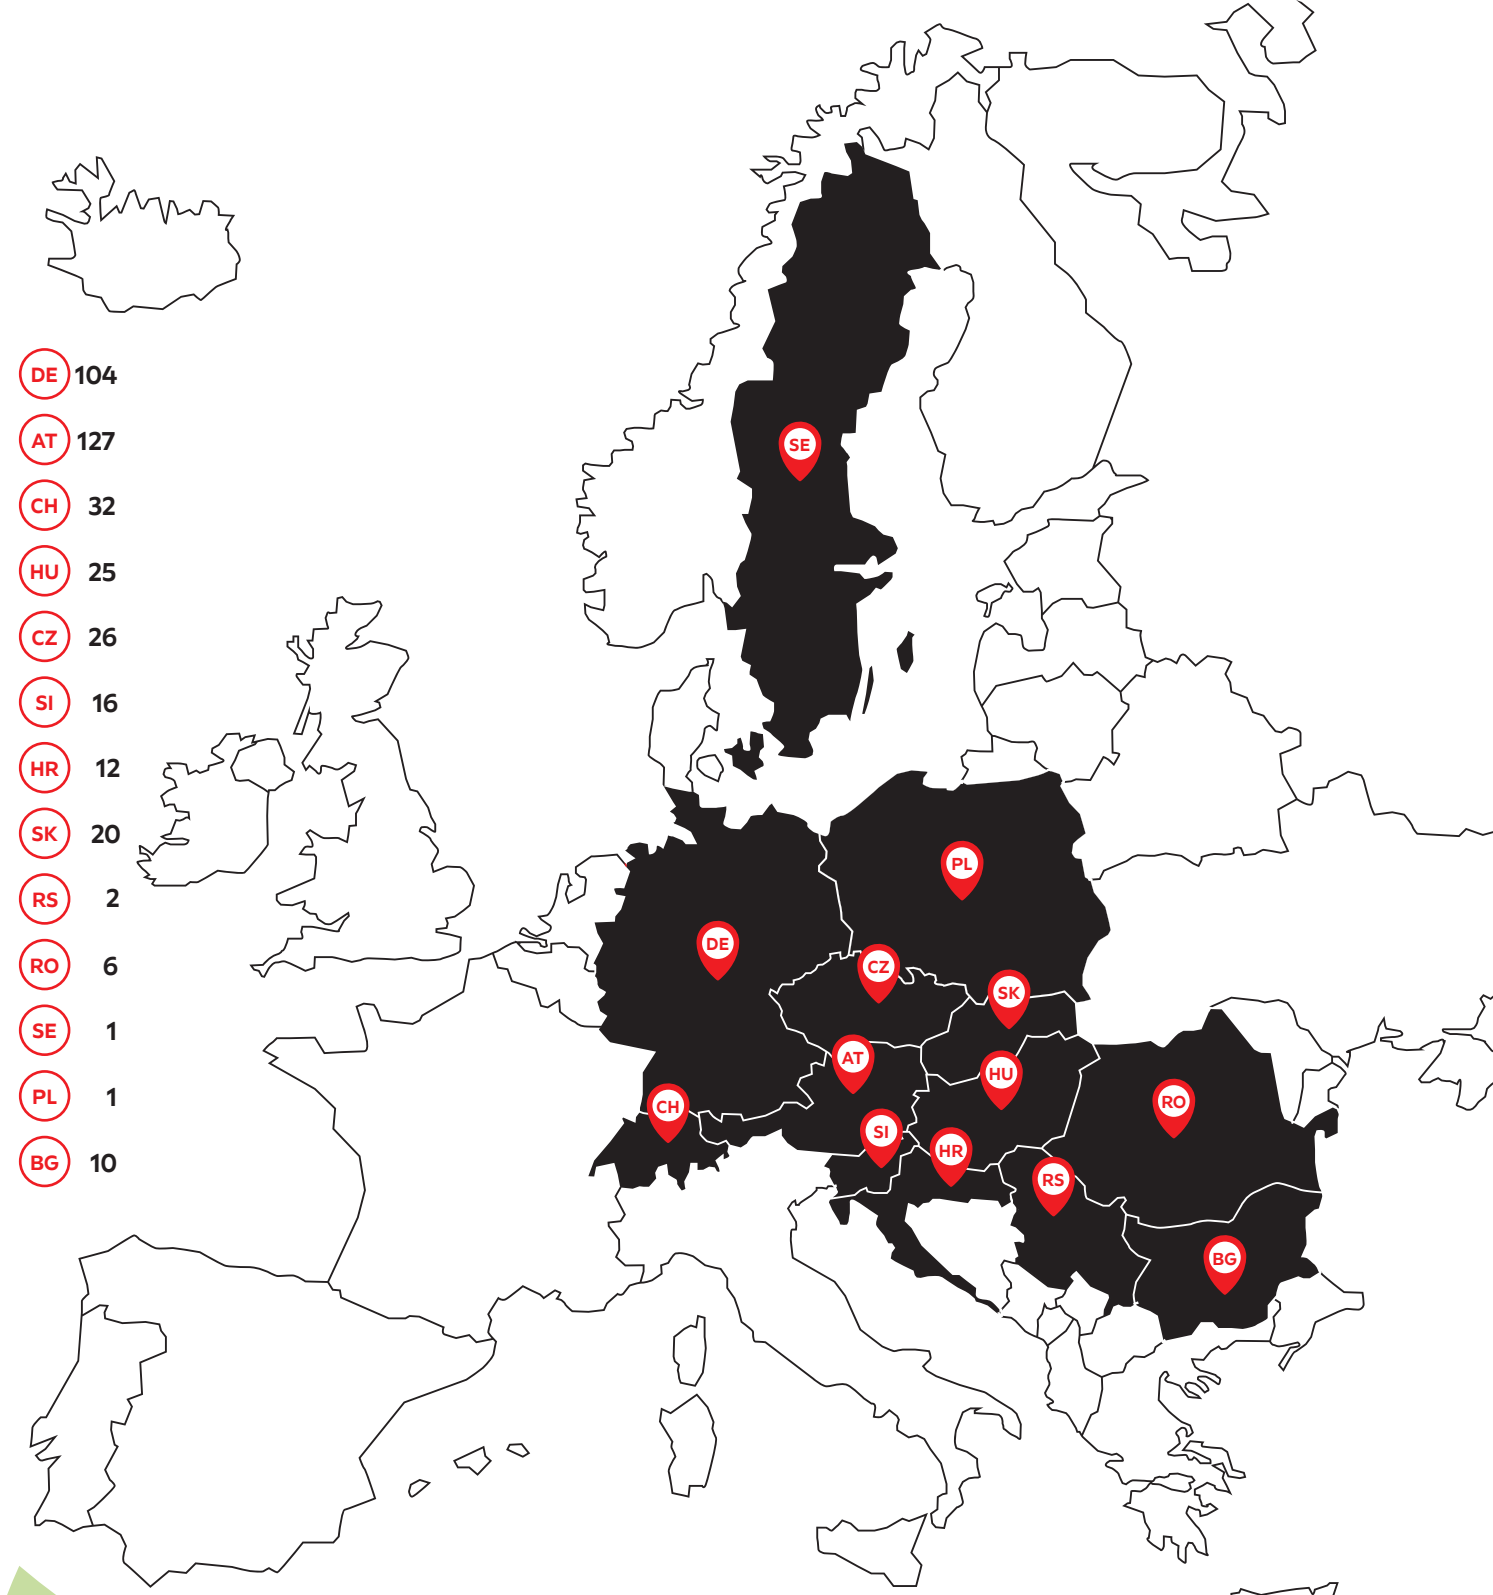 DE 104
AT 127
CH 32
HU 25
CZ 26
SI 16
HR 12
SK 20
RS 2
RO 6
SE 1
PL 1
BG 10
SE
PL
DE
CZ
SK
AT
HU
CH
RO
SI
HR
RS
BG